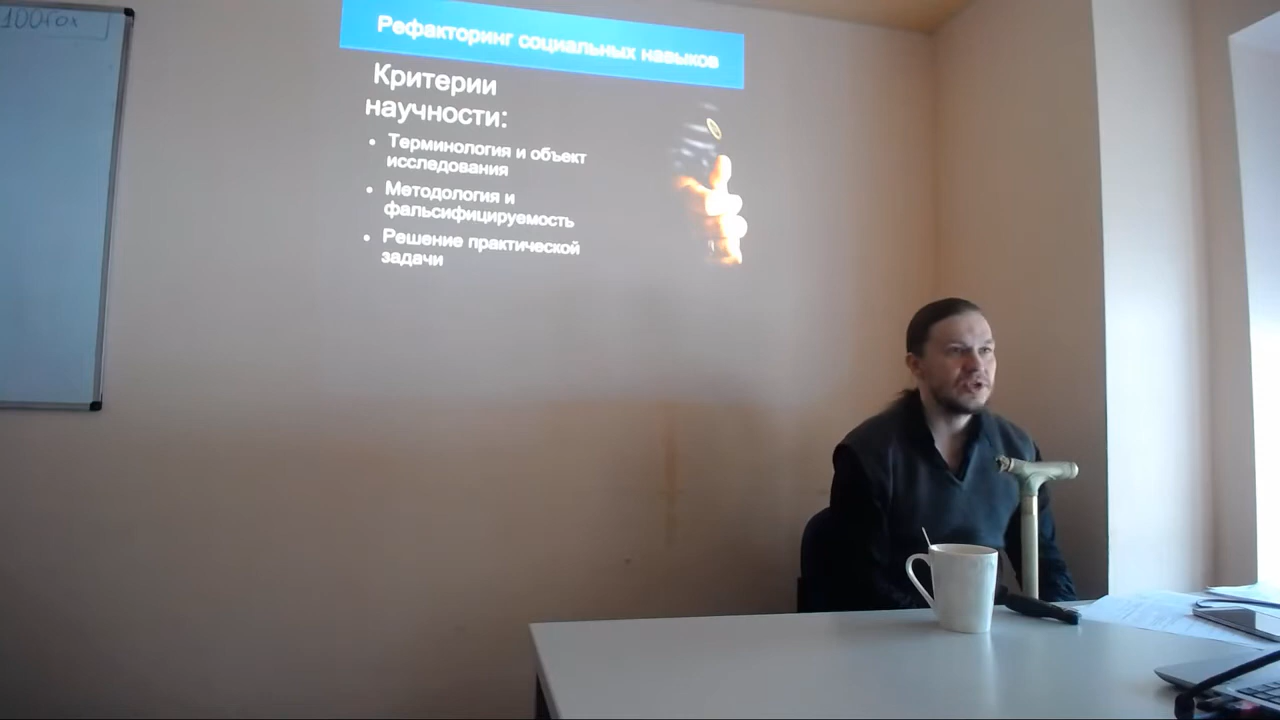 Рефакторинг социальных навыков
Критерии
научности:
• Терминология и объект
исследования
• Методология и
фальсифицируемость
• Решение практической
задачи